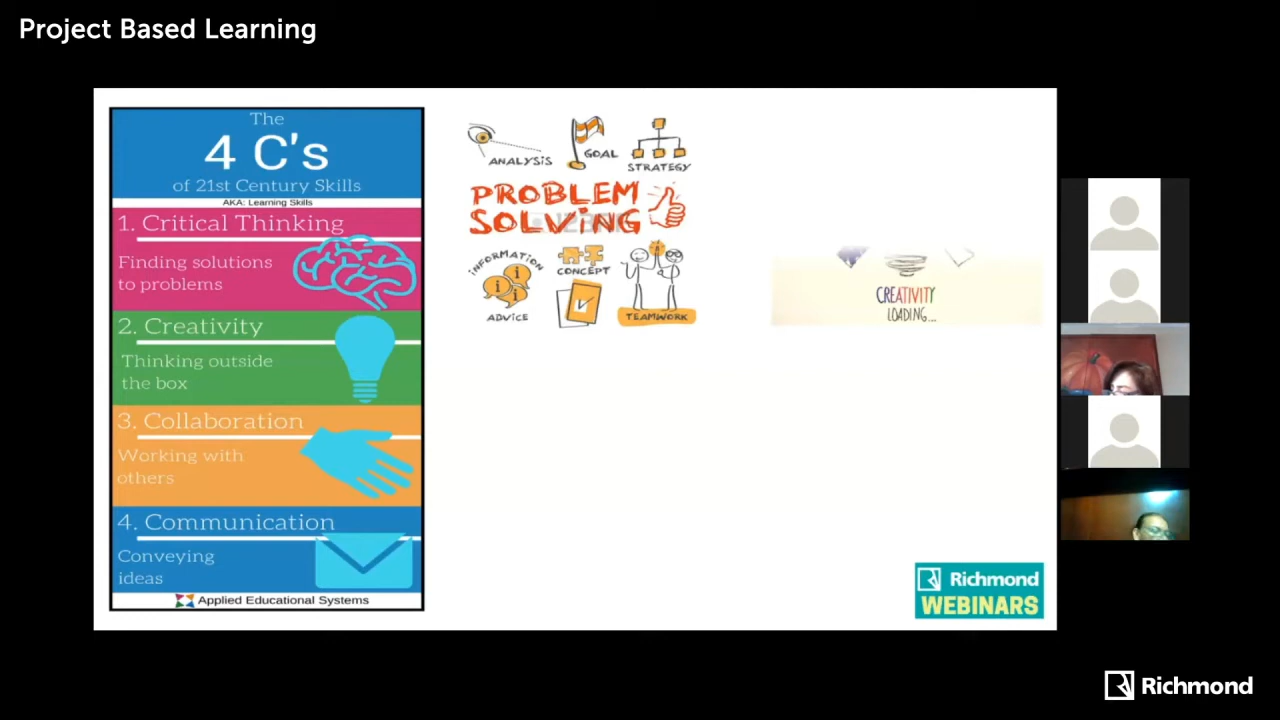 Project Based Learning
The
4 C's
of 21st Century Skills
AKA: Learning Skills
1. Critical Thinking
Finding solutions
to problems
2. Creativity
Thinking outside
the box
3. Collaboration
Working with
others
4. Communication
Conveying
ideas
Applied Educational Systems
ANALYSIS
GOAL
STRATEGY
PROBLEM
SOLVING
INFORMATION
CONCEPT
ADVICE
TEAMWORK
CREATIVITY
LOADING...
Richmond
WEBINARS
Richmond